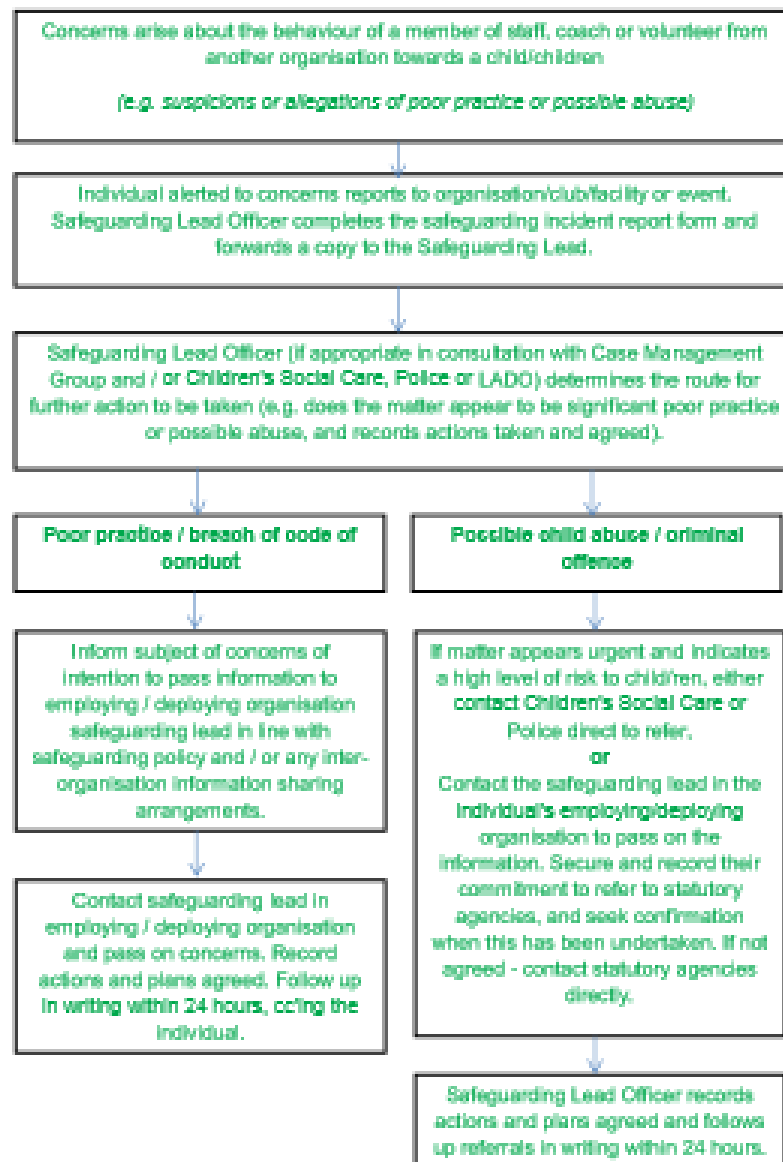 Concerns arise about the behaviour of a member of staff, coach or volunteer from
another organisation towards a child/children
(e.g. suspicions or allegations of poor practice or possible abuse)
Individual alerted to concerns reports to organisation/club/facility or event.
Safeguarding Lead Officer completes the safeguarding incident report form and
forwards a copy to the Safeguarding Lead.
Safeguarding Lead Officer (if appropriate in consultation with Case Management
Group and / or Children's Social Care, Police or LADO) determines the route for
further action to be taken (e.g. does the matter appear to be significant poor practice
or possible abuse, and records actions taken and agreed).
Poor practice / breach of code of
conduct
Inform subject of concerns of
intention to pass information to
employing / deploying organisation
safeguarding lead in line with
safeguarding policy and / or any inter-
organisation information sharing
arrangements.
Contact safeguarding lead in
employing / deploying organisation
and pass on concerns. Record
actions and plans agreed. Follow up
in writing within 24 hours, cc'ing the
individual.
Possible child abuse / criminal
offence
If matter appears urgent and indicates
a high level of risk to child/ren, either
contact Children's Social Care or
Police direct to refer.
or
Contact the safeguarding lead in the
individual's employing/deploying
organisation to pass on the
information. Secure and record their
commitment to refer to statutory
agencies, and seek confirmation
when this has been undertaken. If not
agreed - contact statutory agencies
directly.
Safeguarding Lead Officer records
actions and plans agreed and follows
up referrals in writing within 24 hours.